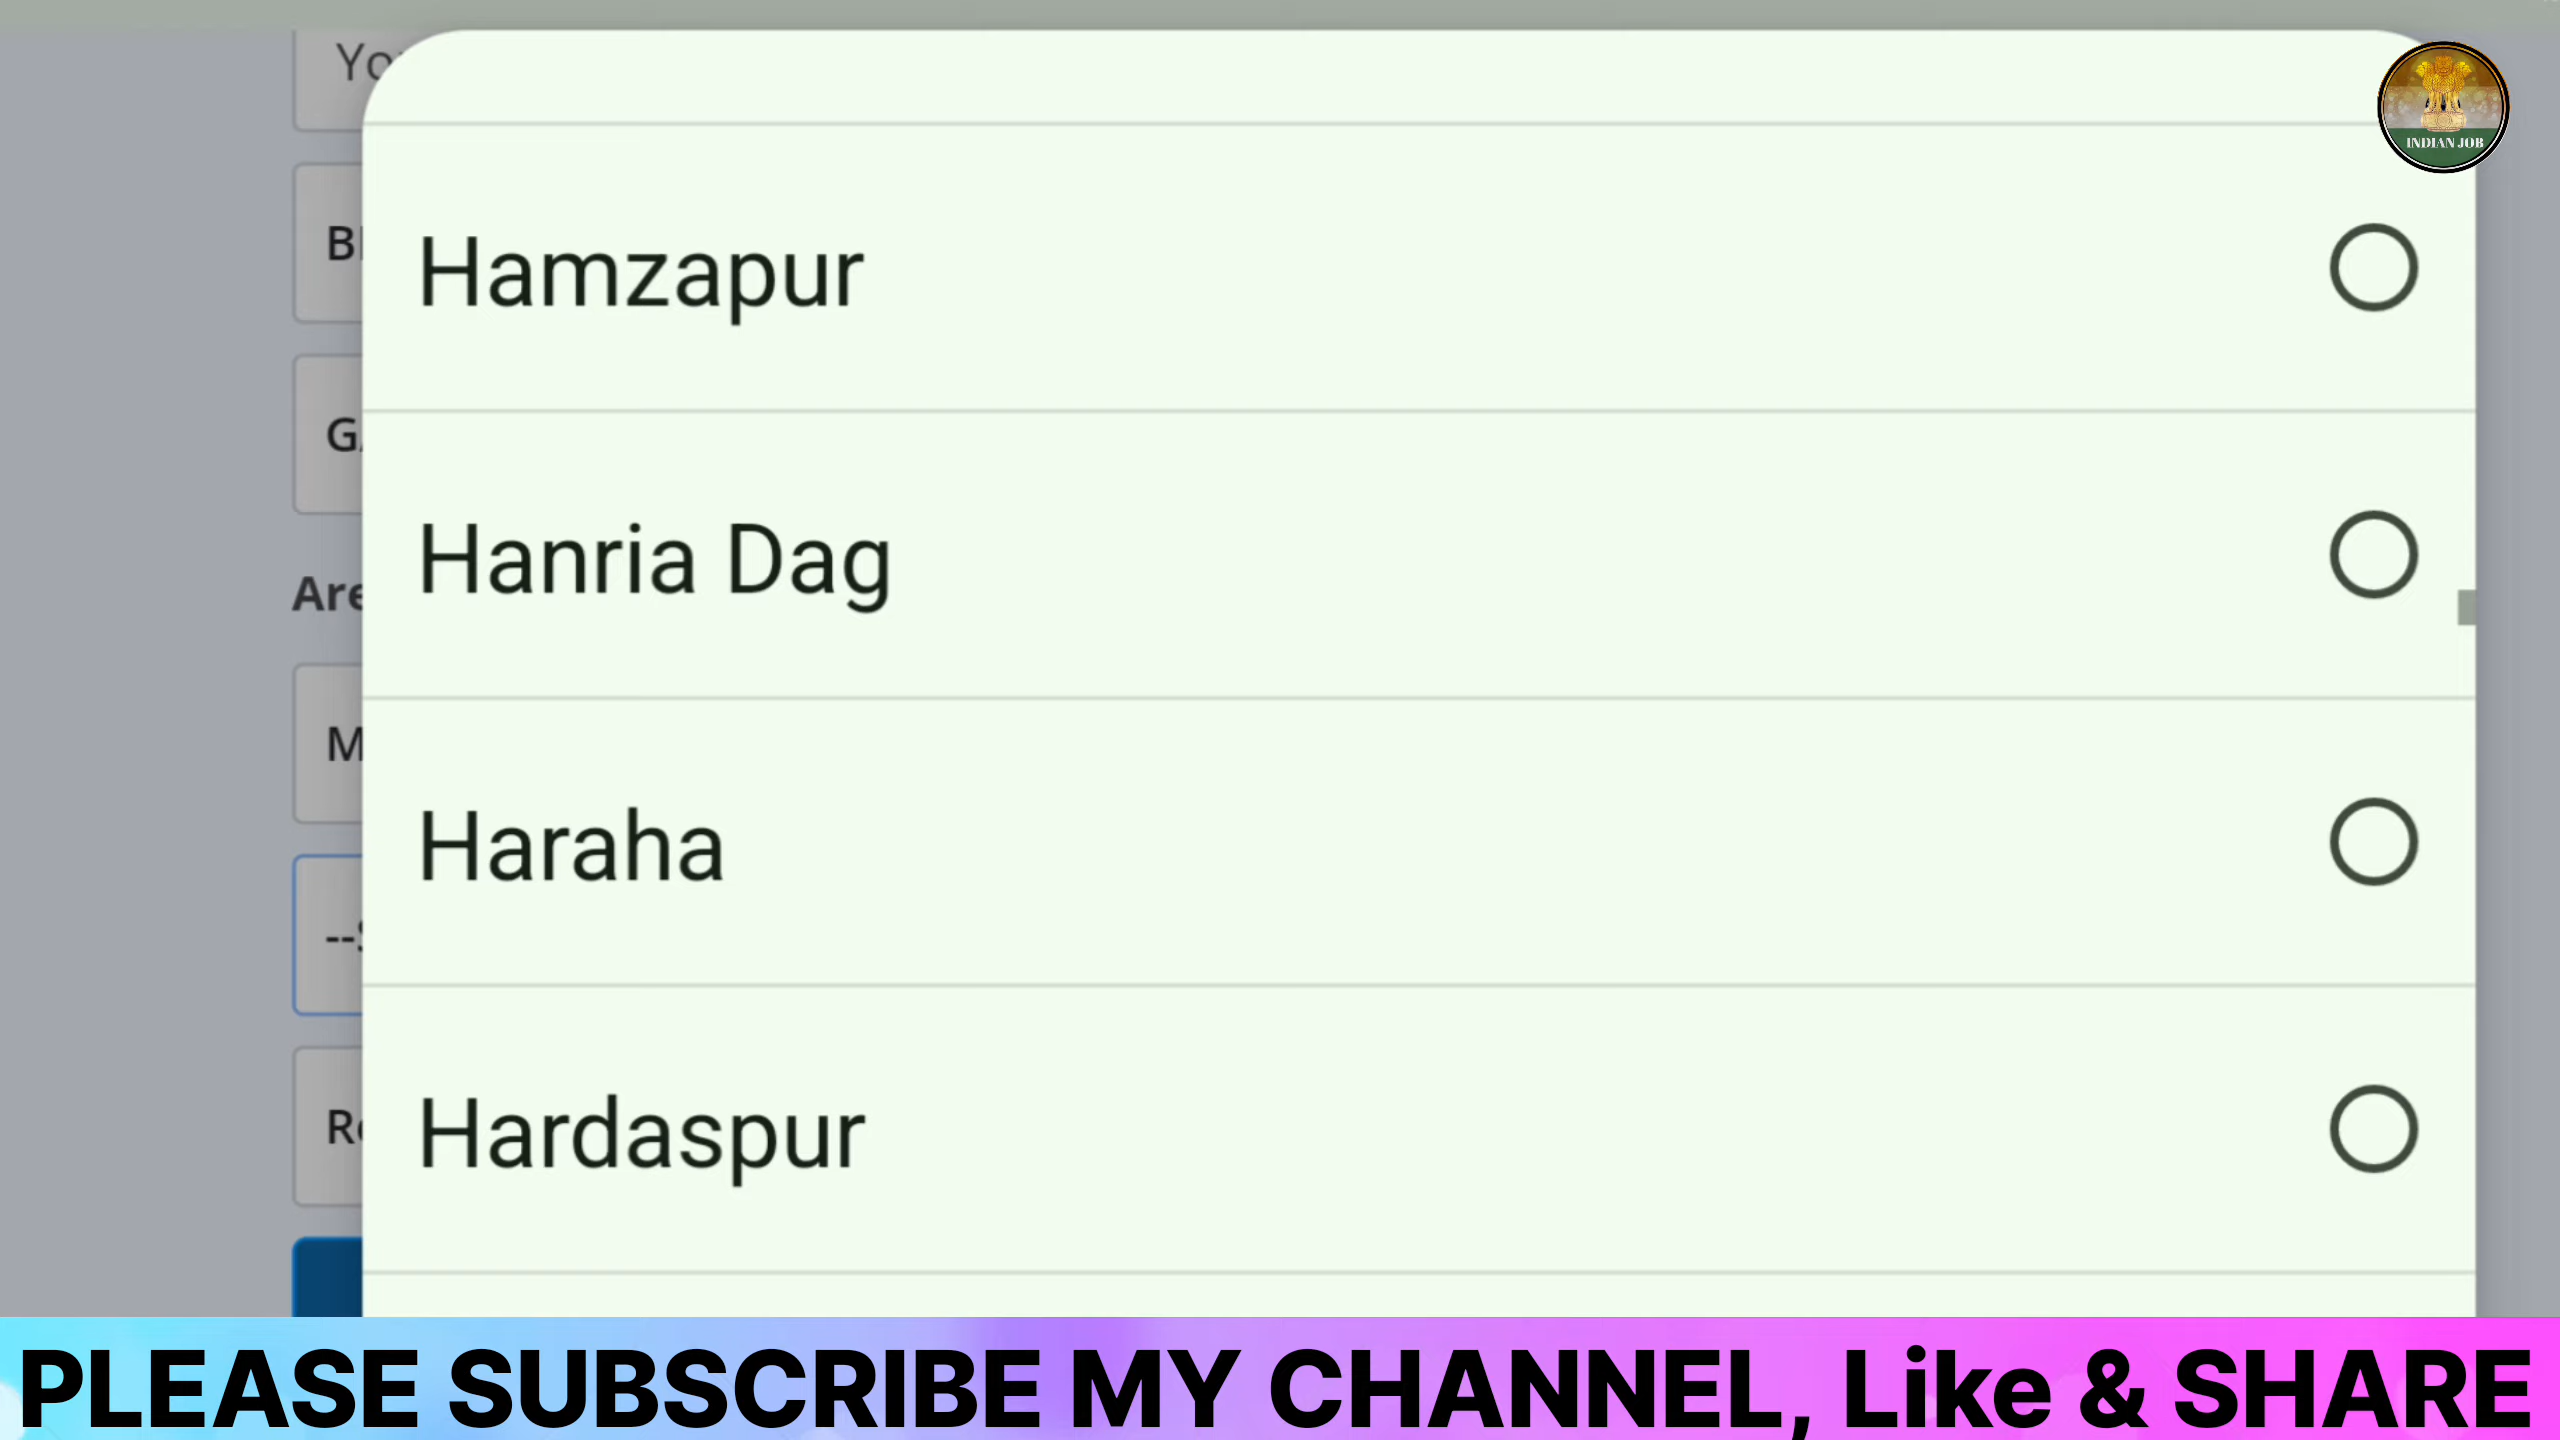 INDIAN JOB
Hamzapur
Hanria Dag
Haraha
Hardaspur
PLEASE SUBSCRIBE MY CHANNEL, Like & SHARE